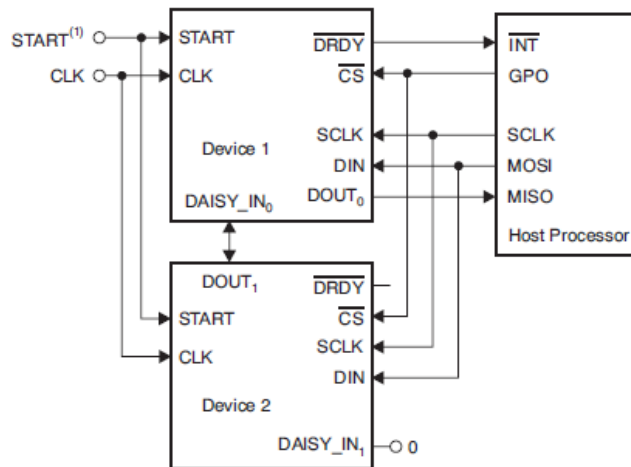 START(1)
CLK
START
CLK
Device 1
DAISY_IN0
DRDY
CS
SCLK
DIN
DOUT0
INT
GPO
SCLK
MOSI
MISO
Host Processor
DOUT1
START
CLK
Device 2
DRDY
CS
SCLK
DIN
DAISY_IN1
0